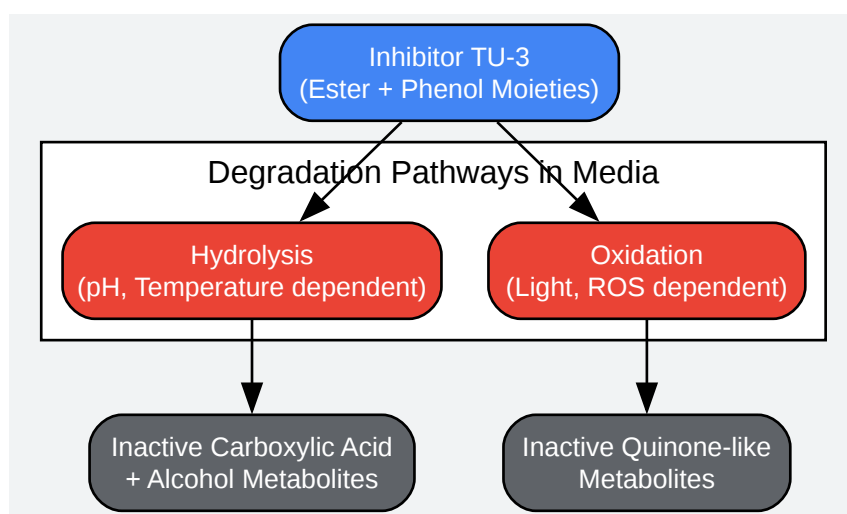 Inhibitor TU-3
(Ester + Phenol Moieties)
Degradation Pathways in Media
Hydrolysis
(pH, Temperature dependent)
Oxidation
(Light, ROS dependent)
Inactive Carboxylic Acid
+ Alcohol Metabolites
Inactive Quinone-like
Metabolites